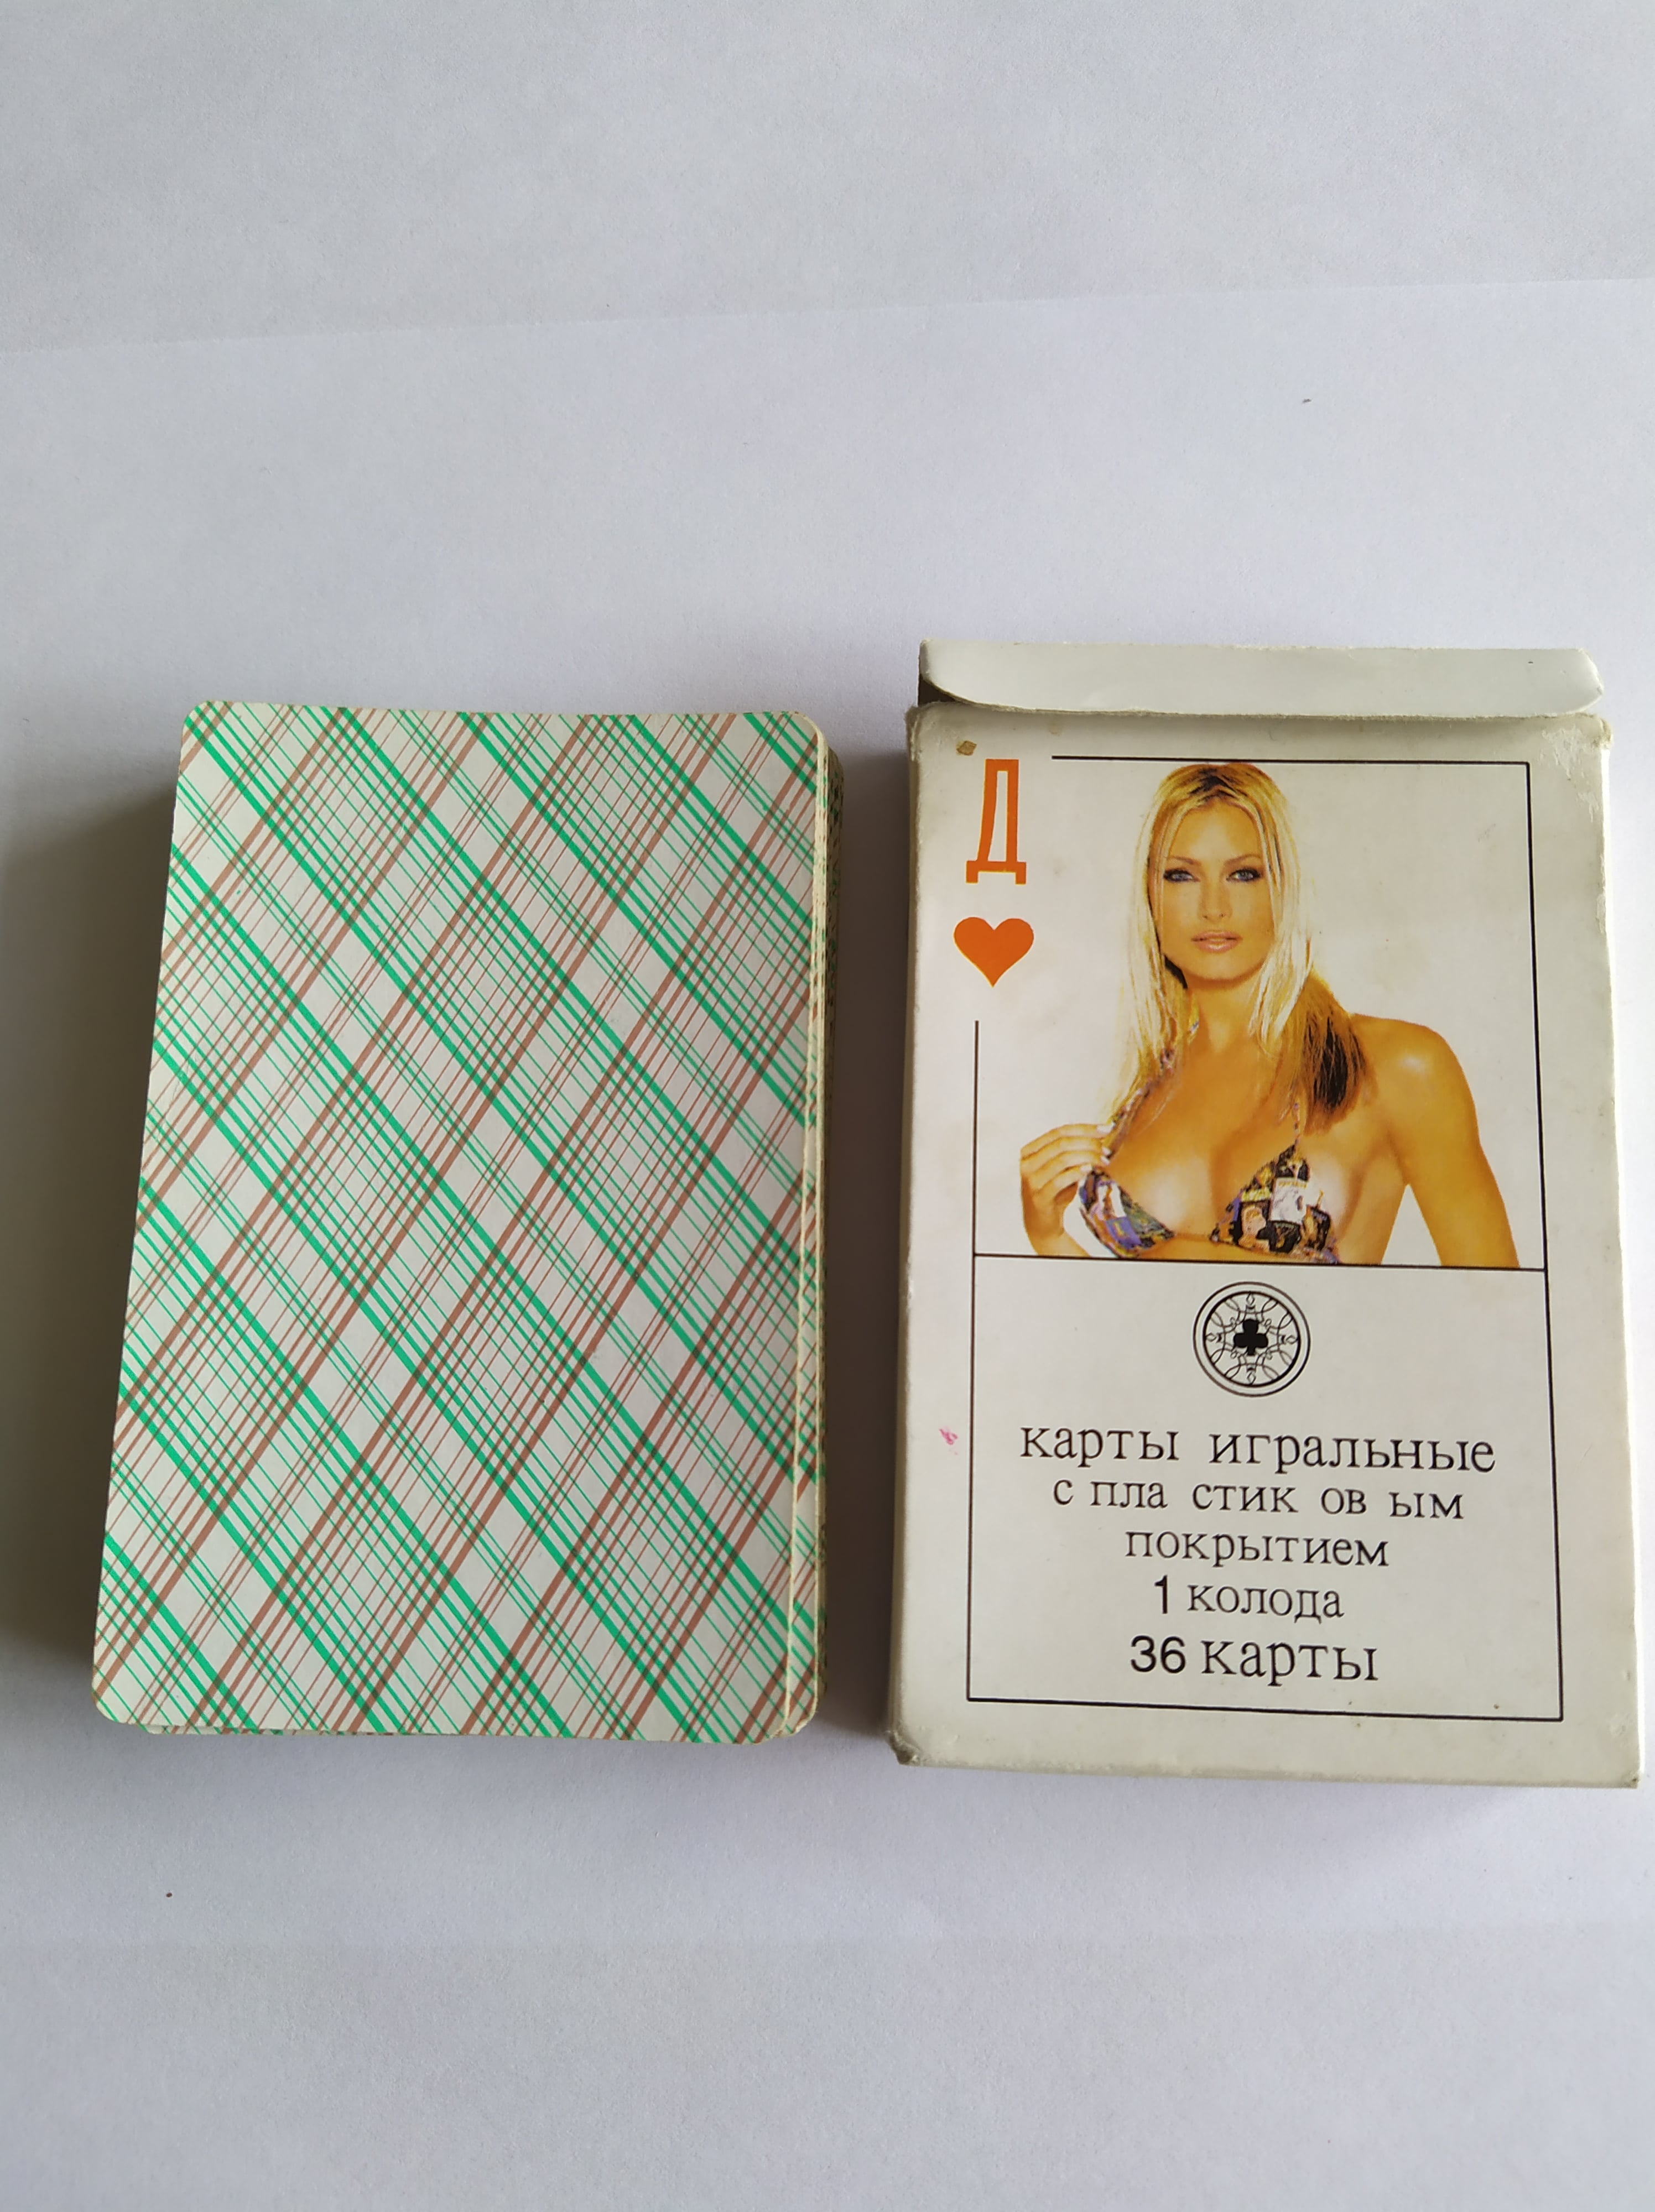 Д
карты игральные
с пла стик ов ым
покрытием
1 колода
36 карты